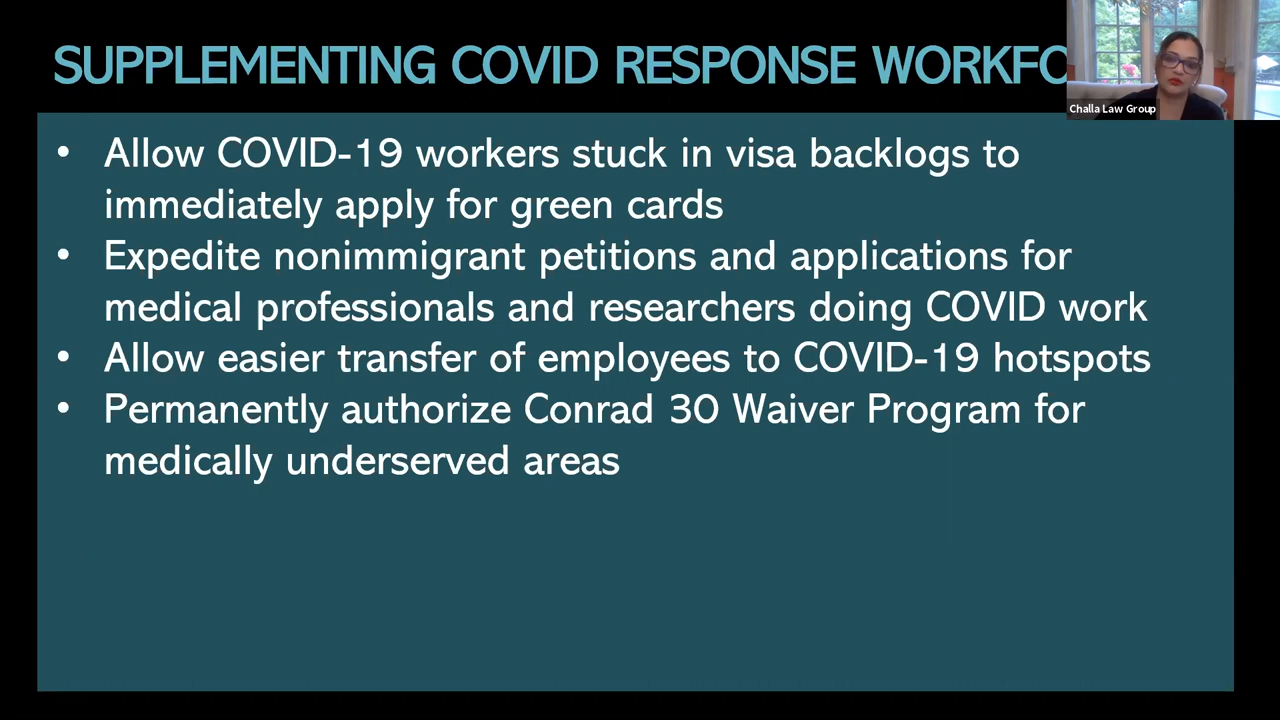 SUPPLEMENTING COVID RESPONSE
Challa Law Group
• Allow COVID-19 workers stuck in visa backlogs to
immediately apply for green cards
• Expedite nonimmigrant petitions and applications for
medical professionals and researchers doing COVID work
• Allow easier transfer of employees to COVID-19 hotspots
• Permanently authorize Conrad 30 Waiver Program for
medically underserved areas